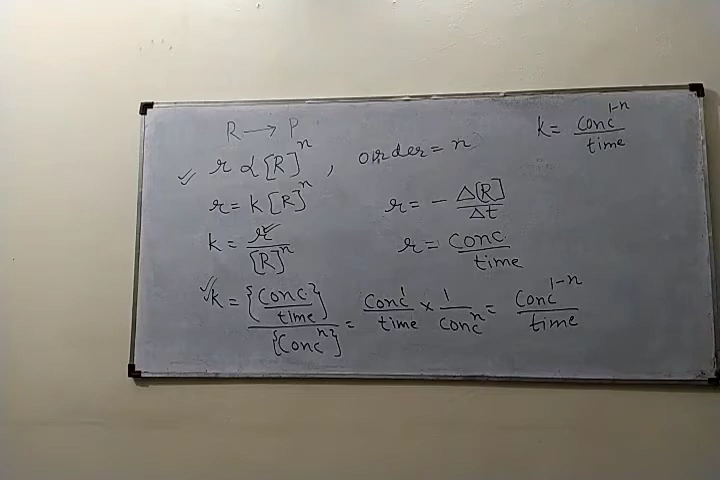 R → P
r ∝ [R]^n , order = n
k = Conc^1-n / time
r = k [R]^n
r = - Δ[R] / Δt
k = r / [R]^n
r = Conc / time
k = {Conc. / time} / {Conc^n} = Conc^1 / time × 1 / Conc^n = Conc^1-n / time